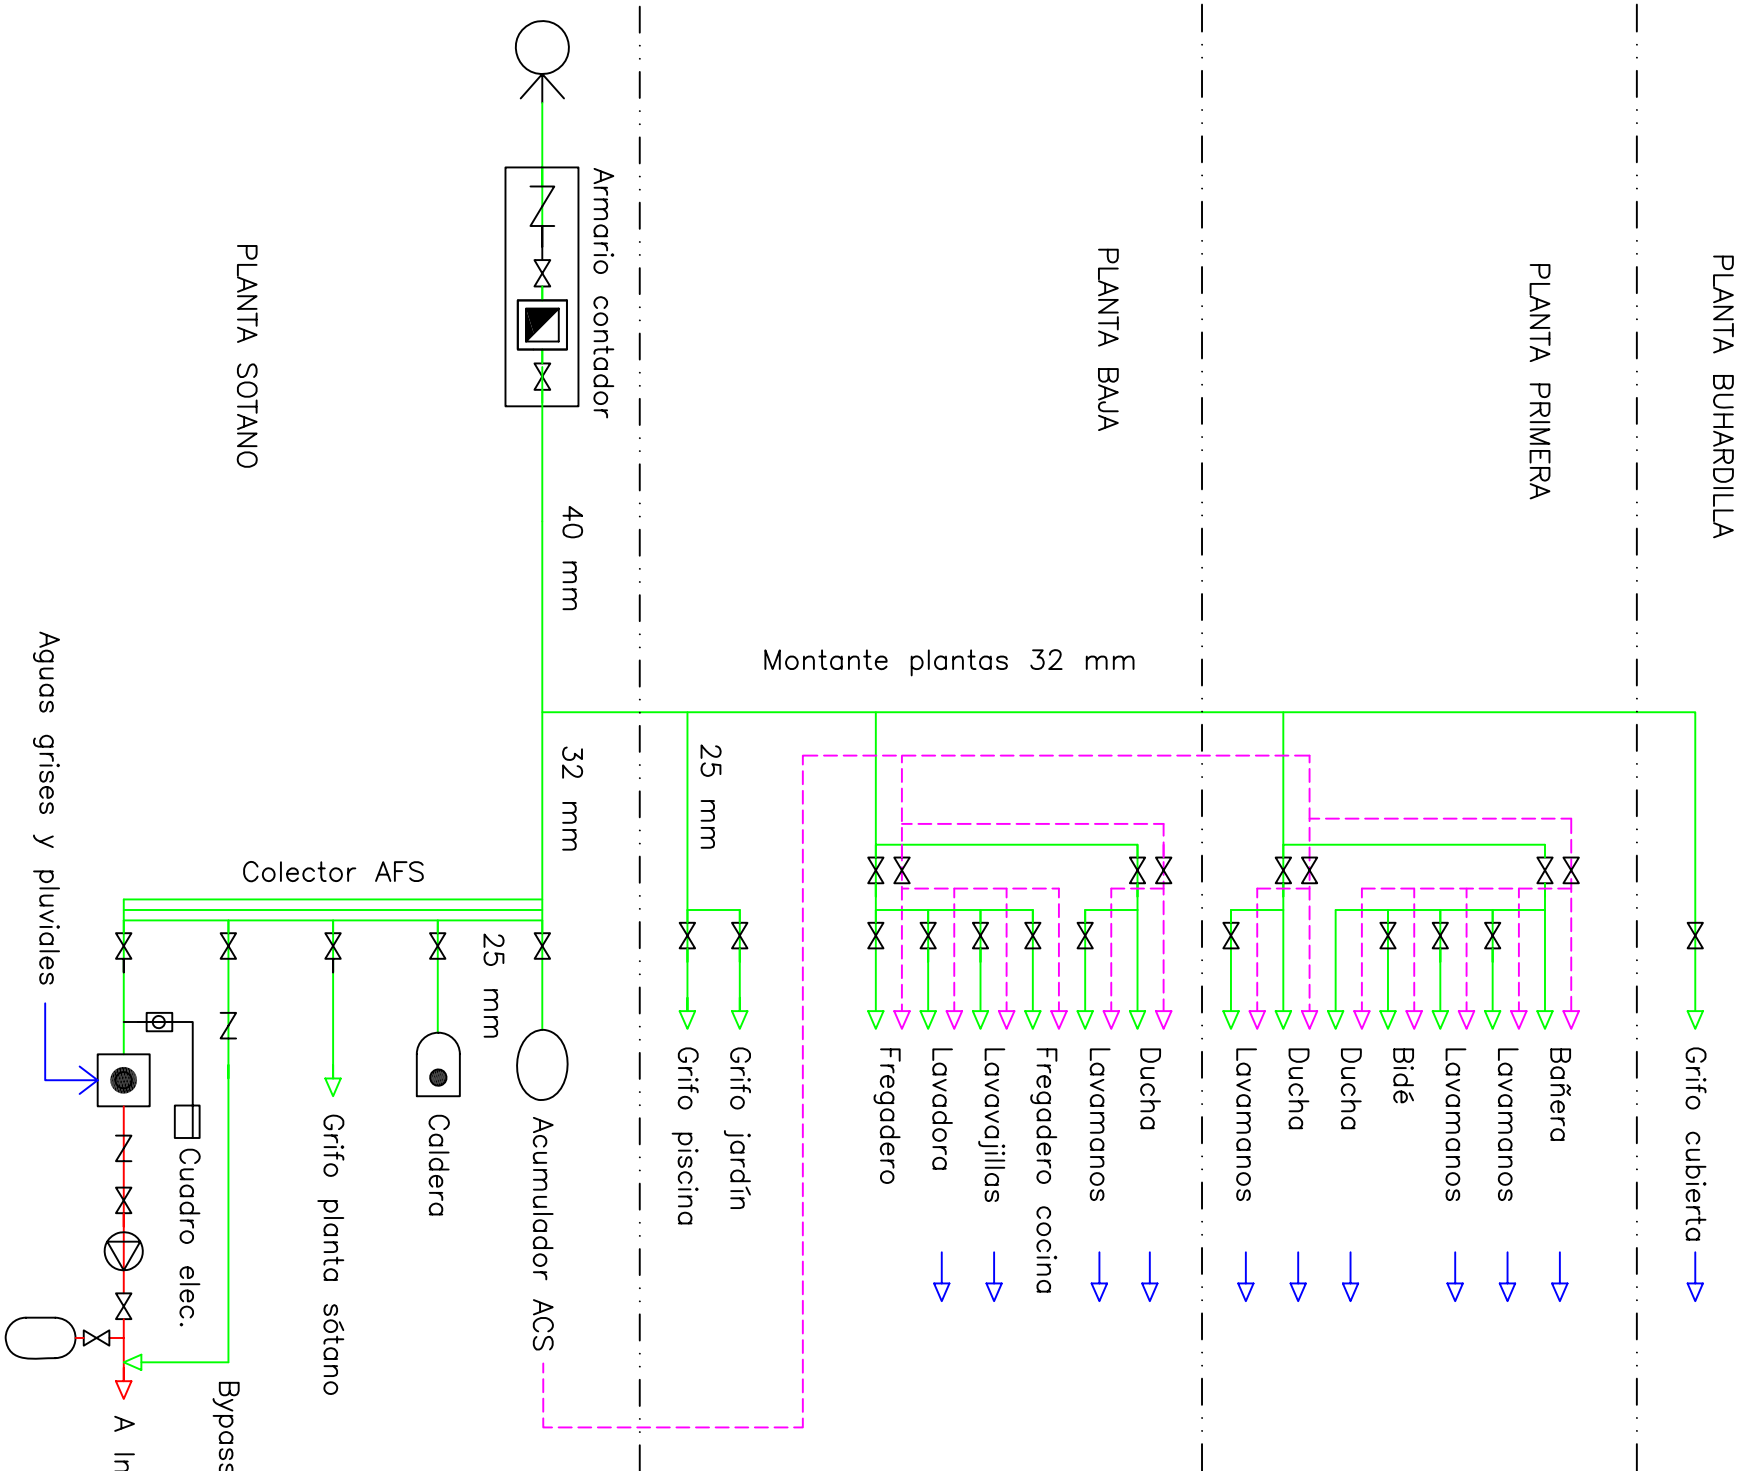 PLANTA BUHARDILLA
PLANTA PRIMERA
PLANTA BAJA
PLANTA SOTANO
Armario contador
40 mm
Montante plantas 32 mm
32 mm
25 mm
Colector AFS
25 mm
Aguas grises y pluviales
Grifo cubierta
Bañera
Lavamanos
Lavamanos
Bidé
Ducha
Ducha
Lavamanos
Ducha
Lavamanos
Fregadero cocina
Lavavajillas
Lavadora
Fregadero
Grifo jardín
Grifo piscina
Acumulador ACS
Caldera
Grifo planta sótano
Cuadro elec.
Bypass
A